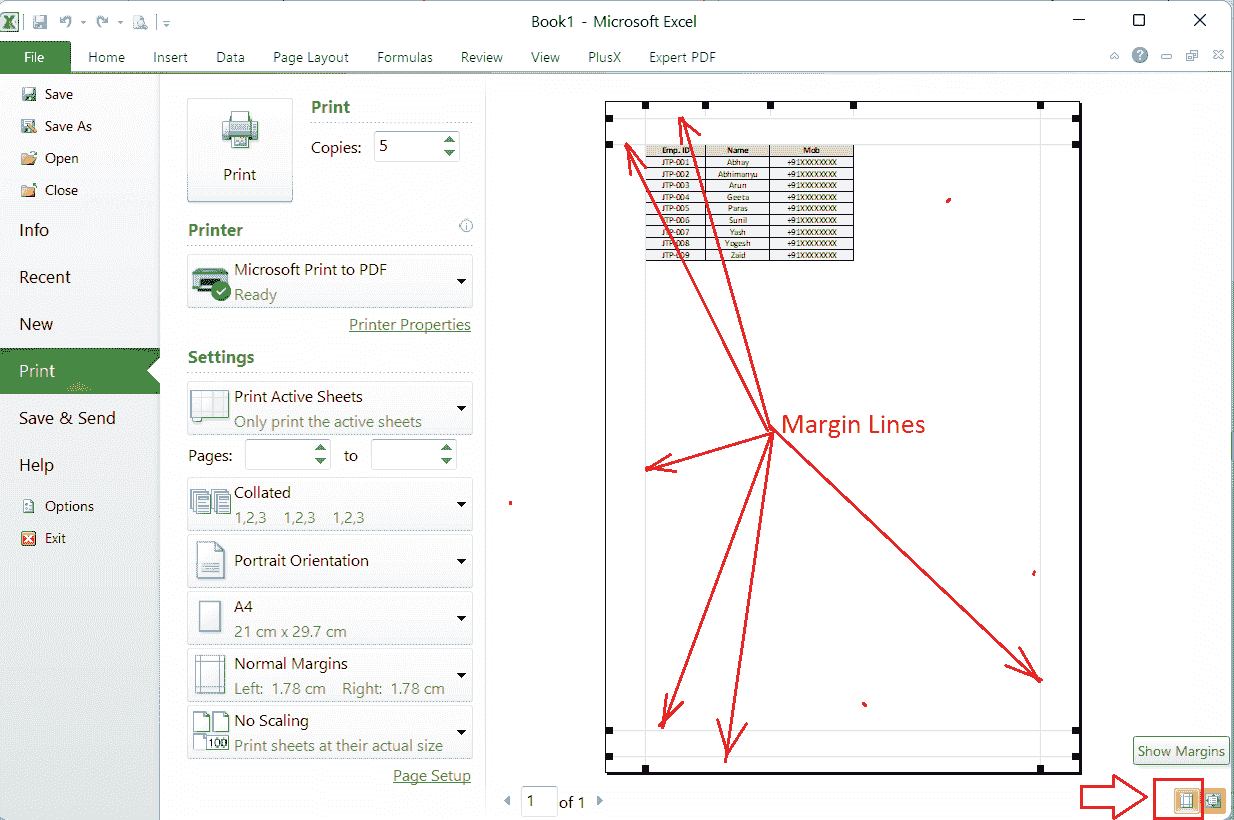 Book1 - Microsoft Excel
File Home Insert Data Page Layout Formulas Review View PlusX Expert PDF
Save
Save As
Open
Close
Info
Recent
New
Print
Save & Send
Help
Options
Exit
Print
Print
Copies: 5
Printer
Microsoft Print to PDF
Ready
Printer Properties
Settings
Print Active Sheets
Only print the active sheets
Pages: to
Collated
1,2,3 1,2,3 1,2,3
Portrait Orientation
A4
21 cm x 29.7 cm
Normal Margins
Left: 1.78 cm Right: 1.78 cm
No Scaling
100
Print sheets at their actual size
Page Setup
Emp. ID Name Mob
JTP-001 Abhay +91XXXXXXXX
JTP-002 Abhimanyu +91XXXXXXXX
JTP-003 Arun +91XXXXXXXX
JTP-004 Geeta +91XXXXXXXX
JTP-005 Paras +91XXXXXXXX
JTP-006 Sunil +91XXXXXXXX
JTP-007 Yash +91XXXXXXXX
JTP-008 Yogesh +91XXXXXXXX
JTP-009 Zaid +91XXXXXXXX
Margin Lines
Show Margins
1 of 1